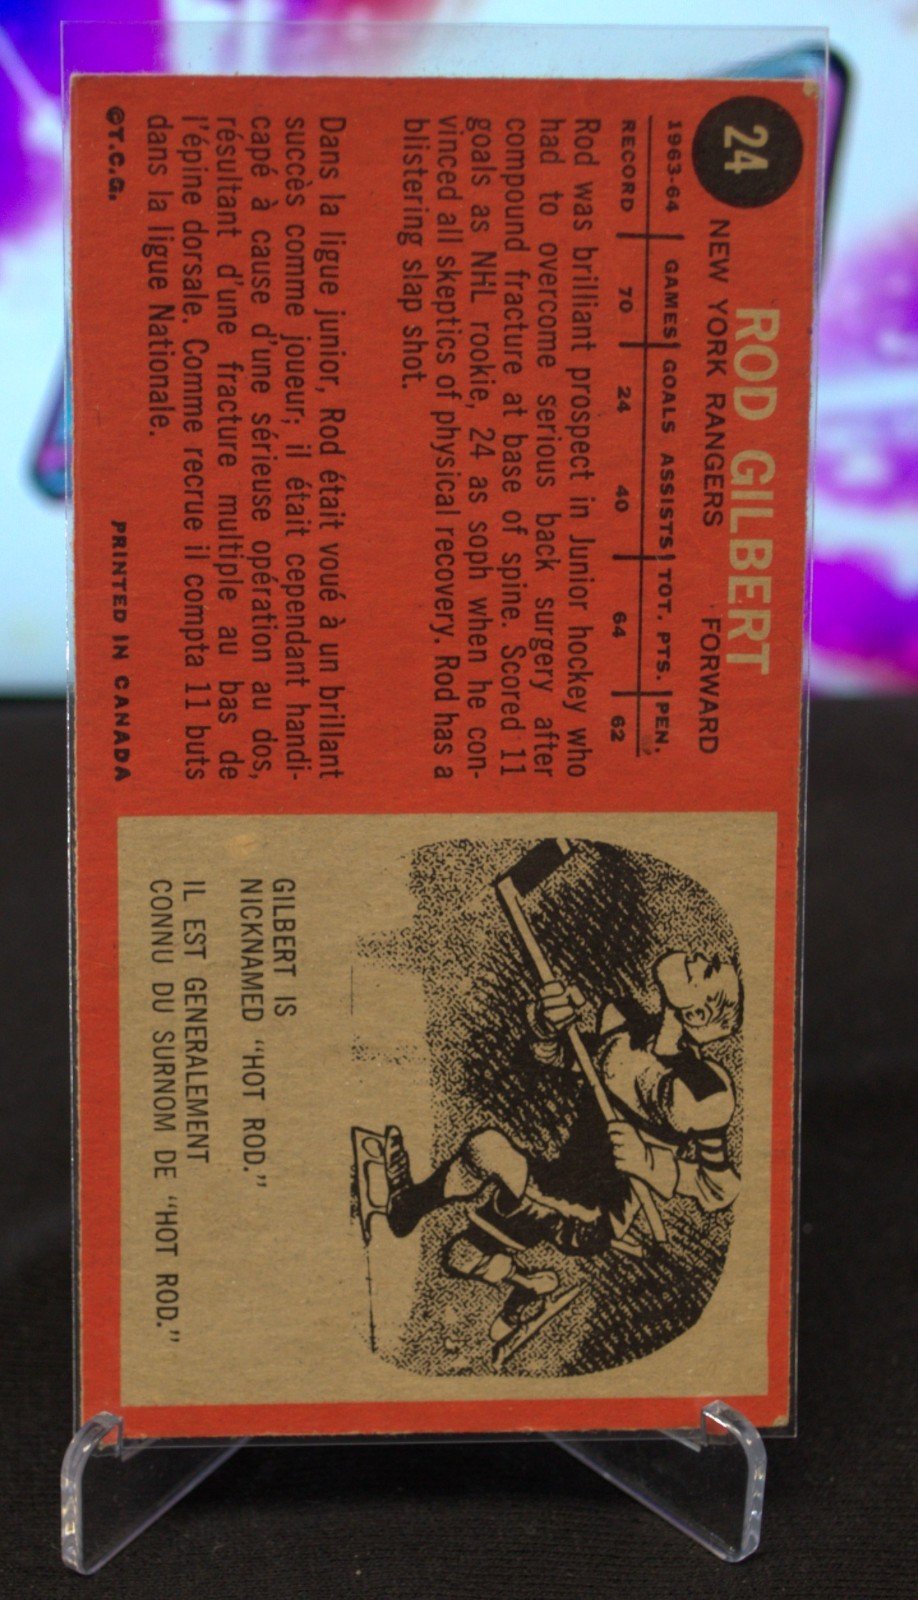 24
ROD GILBERT
NEW YORK RANGERS FORWARD
1963-64 GAMES GOALS ASSISTS TOT. PTS. PEN.
RECORD 70 24 40 64 62
Rod was brilliant prospect in Junior hockey who
had to overcome serious back surgery after
compound fracture at base of spine. Scored 11
goals as NHL rookie, 24 as soph when he con-
vinced all skeptics of physical recovery. Rod has a
blistering slap shot.
Dans la ligue junior, Rod était voué à un brillant
succès comme joueur; il était cependant handi-
capé à cause d'une sérieuse opération au dos,
résultant d'une fracture multiple au bas de
l'épine dorsale. Comme recrue il compta 11 buts
dans la ligue Nationale.
©T.C.G. PRINTED IN CANADA
GILBERT IS
NICKNAMED "HOT ROD."
IL EST GENERALEMENT
CONNU DU SURNOM DE "HOT ROD."